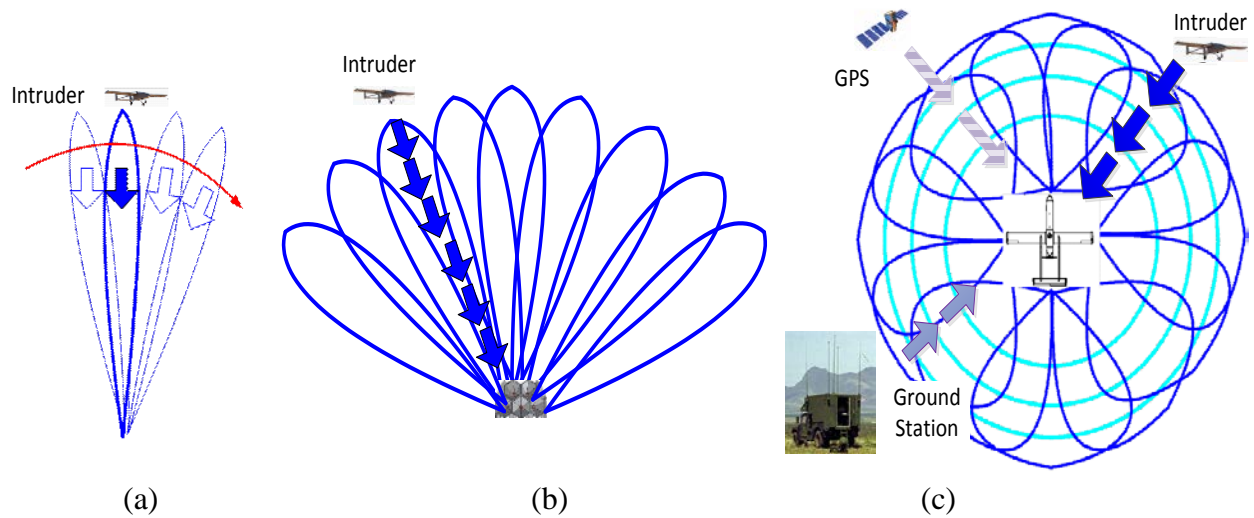 Intruder
(a)
Intruder
(b)
GPS
Intruder
Ground
Station
(c)